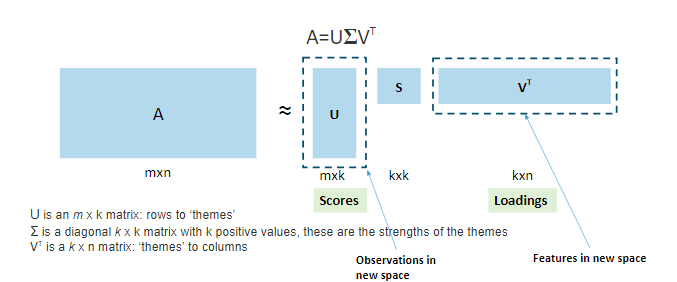 A=UΣVᵀ
A
≈
U
S
Vᵀ
mxn
mxk
kxk
kxn
Scores
Loadings
U is an m x k matrix: rows to ‘themes’
Σ is a diagonal k x k matrix with k positive values, these are the strengths of the themes
Vᵀ is a k x n matrix: ‘themes’ to columns
Observations in
new space
Features in new space